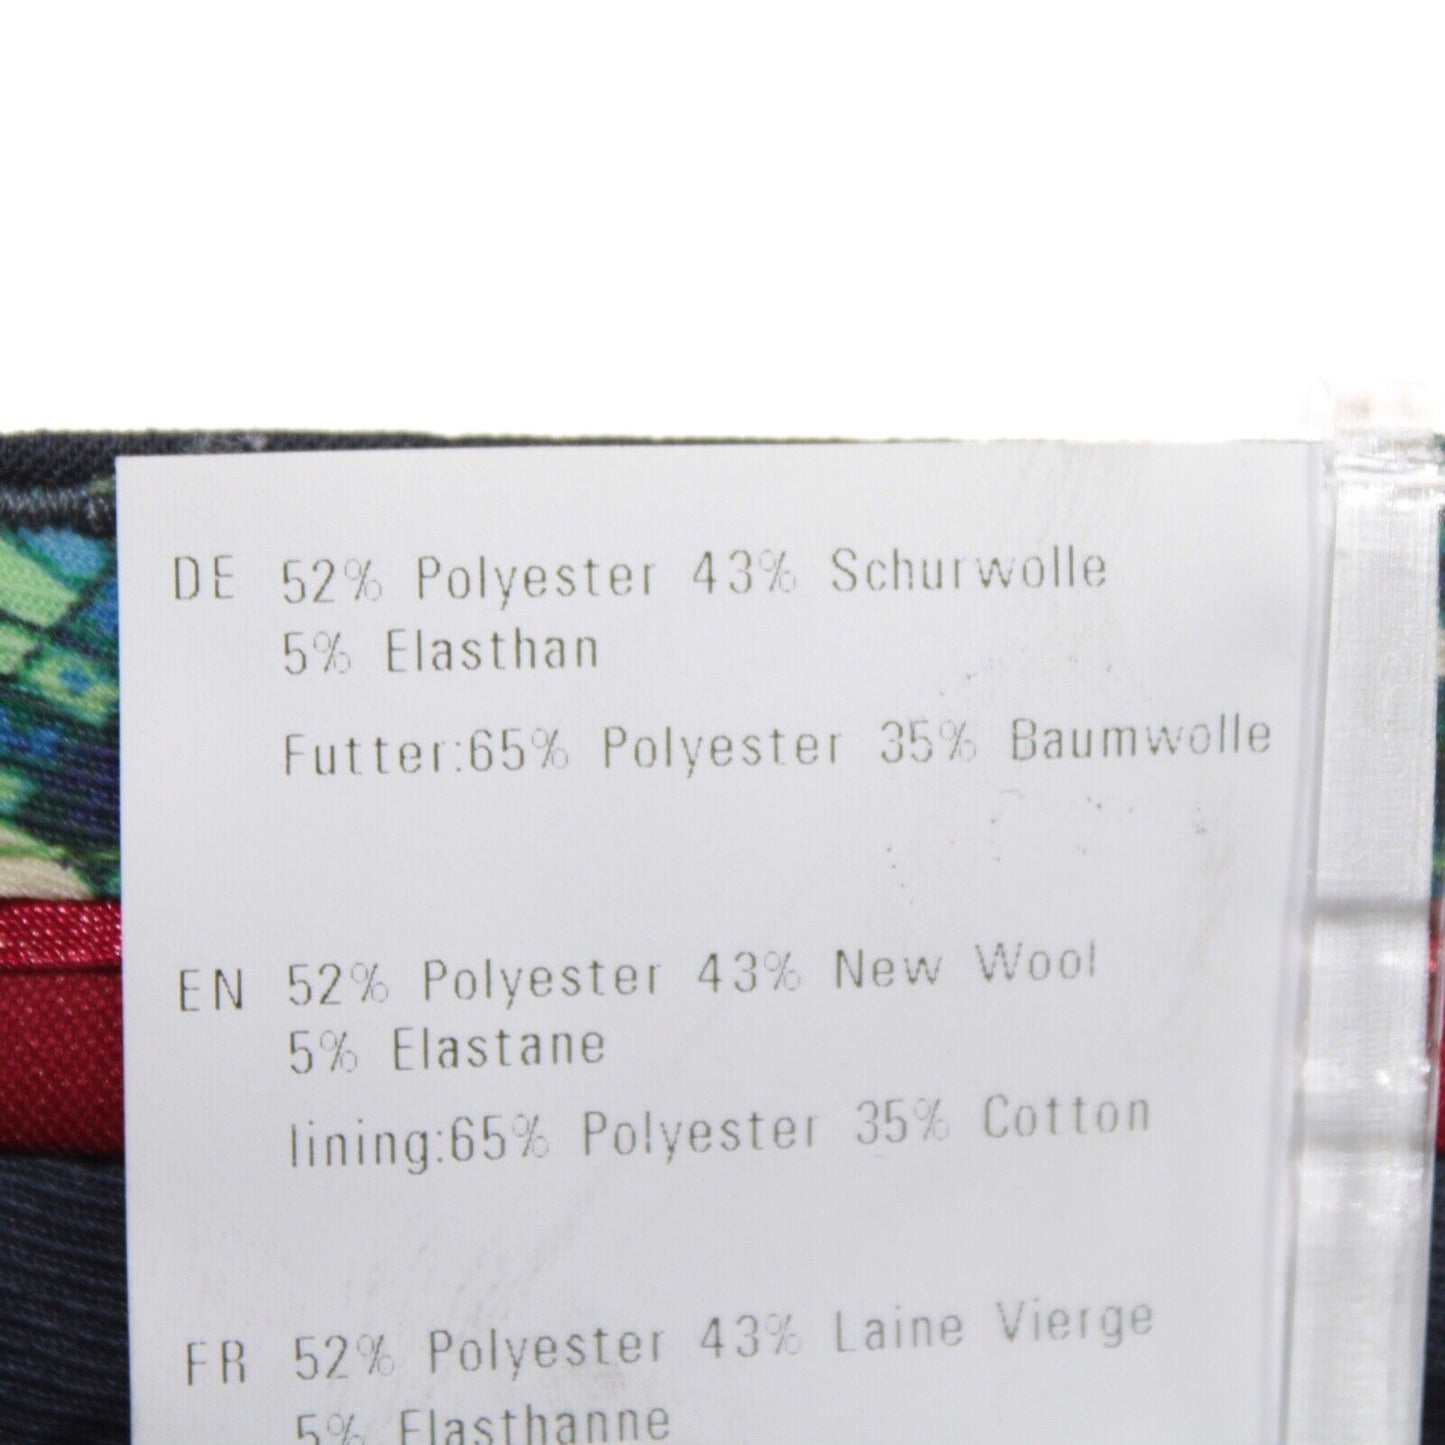 DE 52% Polyester 43% Schurwolle
5% Elasthan
Futter:65% Polyester 35% Baumwolle
EN 52% Polyester 43% New Wool
5% Elastane
lining:65% Polyester 35% Cotton
FR 52% Polyester 43% Laine Vierge
5% Elasthanne